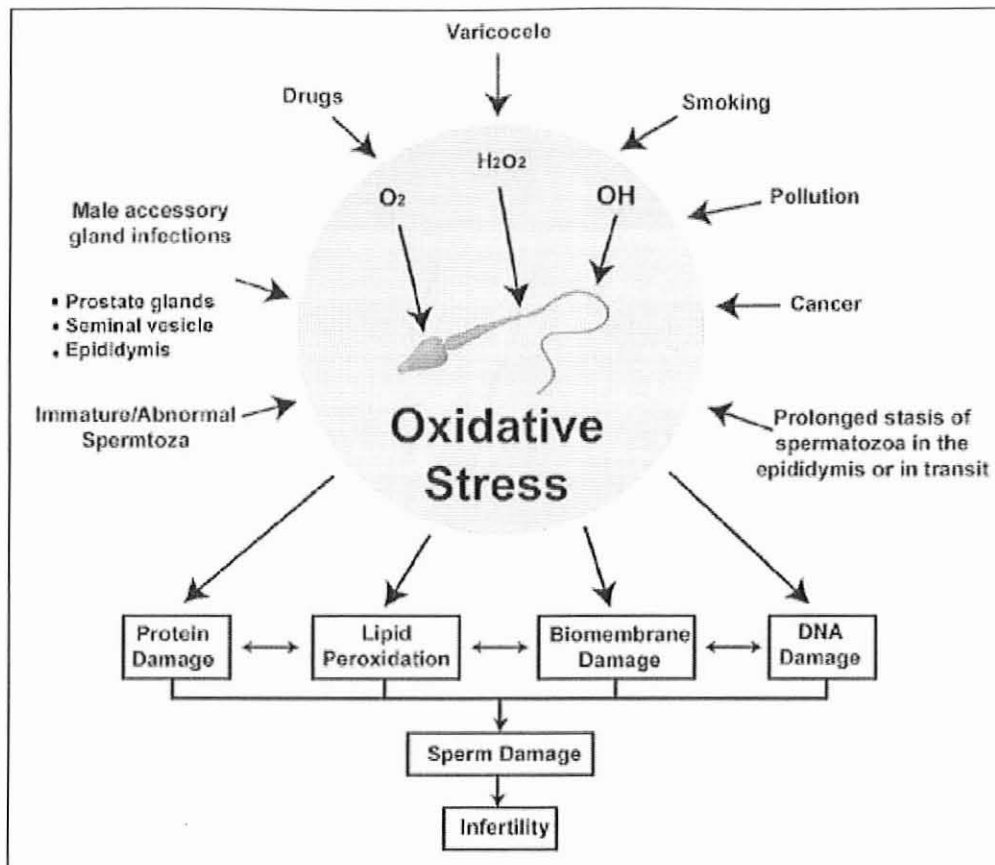 Varicocele
Drugs
Smoking
H₂O₂
O₂
OH
Pollution
Male accessory
gland infections
• Prostate glands
• Seminal vesicle
• Epididymis
Cancer
Immature/Abnormal
Spermtoza
Prolonged stasis of
spermatozoa in the
epididymis or in transit
Oxidative
Stress
Protein
Damage
Lipid
Peroxidation
Biomembrane
Damage
DNA
Damage
Sperm Damage
Infertility